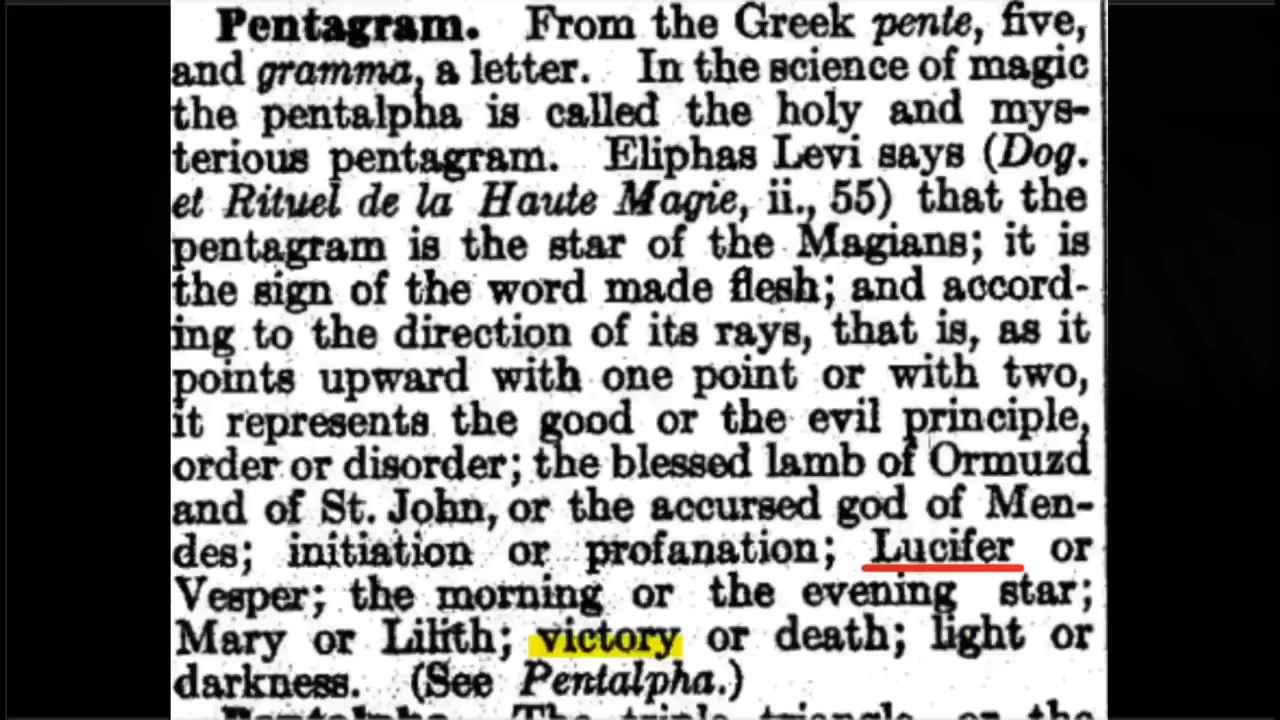 Pentagram. From the Greek pente, five,
and gramma, a letter. In the science of magic
the pentalpha is called the holy and mys-
terious pentagram. Eliphas Levi says (Dog.
et Rituel de la Haute Magie, ii., 55) that the
pentagram is the star of the Magians; it is
the sign of the word made flesh; and accord-
ing to the direction of its rays, that is, as it
points upward with one point or with two,
it represents the good or the evil principle,
order or disorder; the blessed lamb of Ormuzd
and of St. John, or the accursed god of Men-
des; initiation or profanation; Lucifer or
Vesper; the morning or the evening star;
Mary or Lilith; victory or death; light or
darkness. (See Pentalpha.)
Pentalpha. The triple triangle, or the